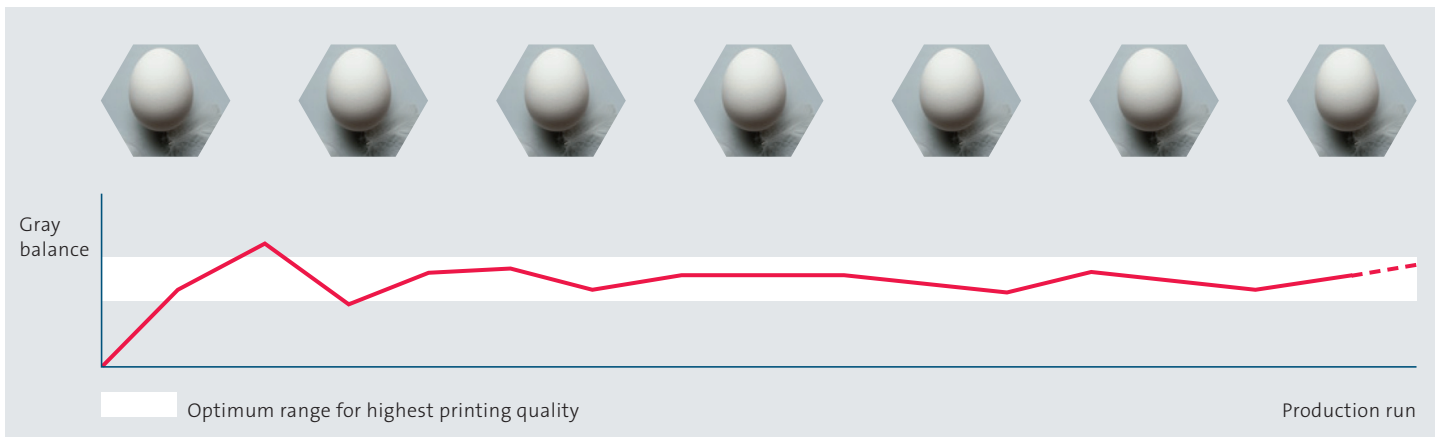 Gray
balance
Optimum range for highest printing quality
Production run